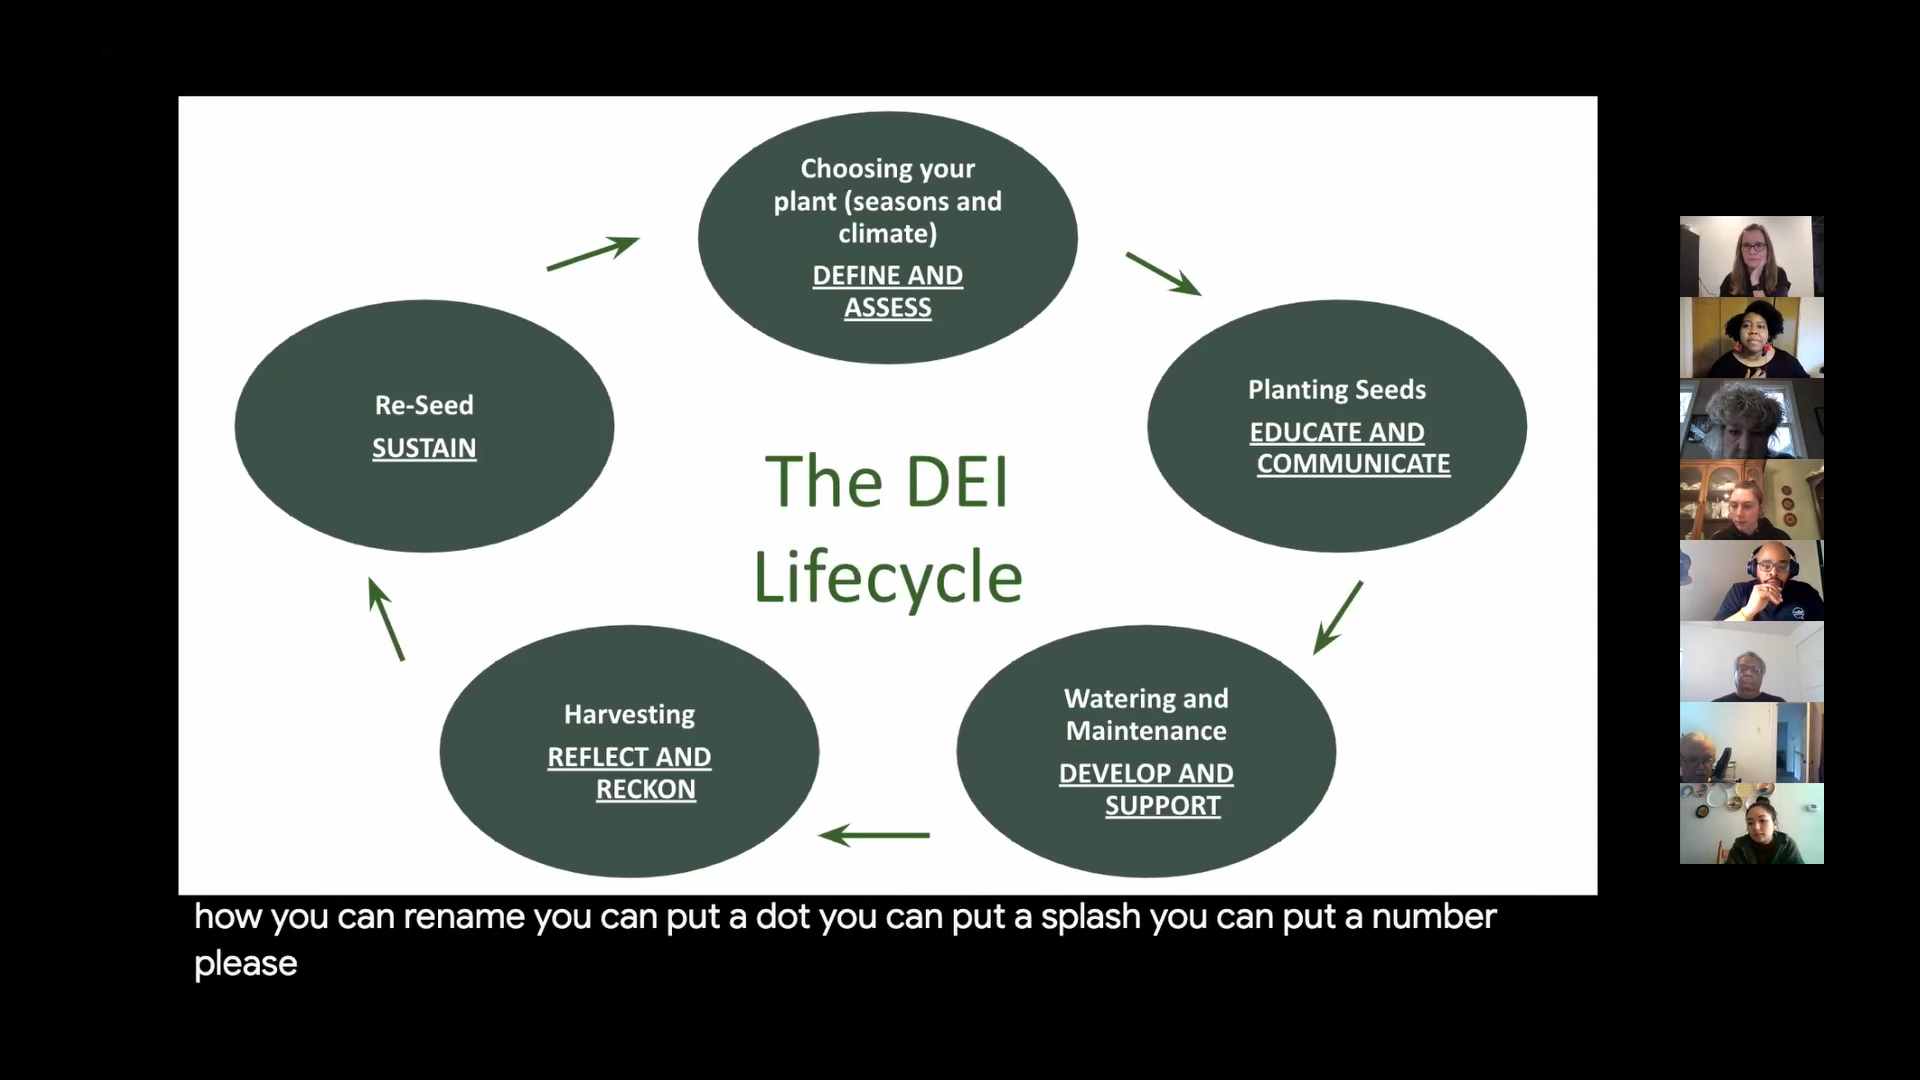 Choosing your
plant (seasons and
climate)
DEFINE AND
ASSESS
Planting Seeds
EDUCATE AND
COMMUNICATE
Watering and
Maintenance
DEVELOP AND
SUPPORT
Harvesting
REFLECT AND
RECKON
Re-Seed
SUSTAIN
The DEI
Lifecycle
how you can rename you can put a dot you can put a splash you can put a number
please